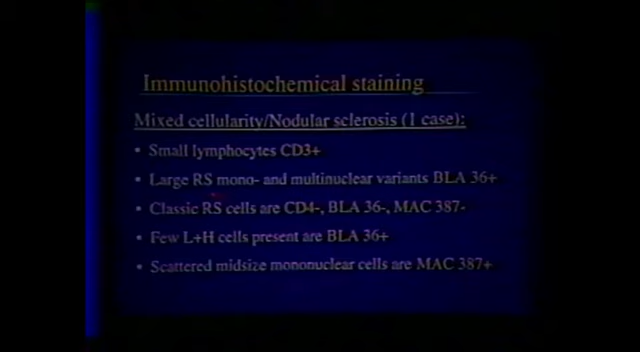 Immunohistochemical staining
Mixed cellularity/Nodular sclerosis (1 case):
• Small lymphocytes CD3+
• Large RS mono- and multinuclear variants BLA 36+
• Classic RS cells are CD4-, BLA 36-, MAC 387-
• Few L+H cells present are BLA 36+
• Scattered midsize mononuclear cells are MAC 387+